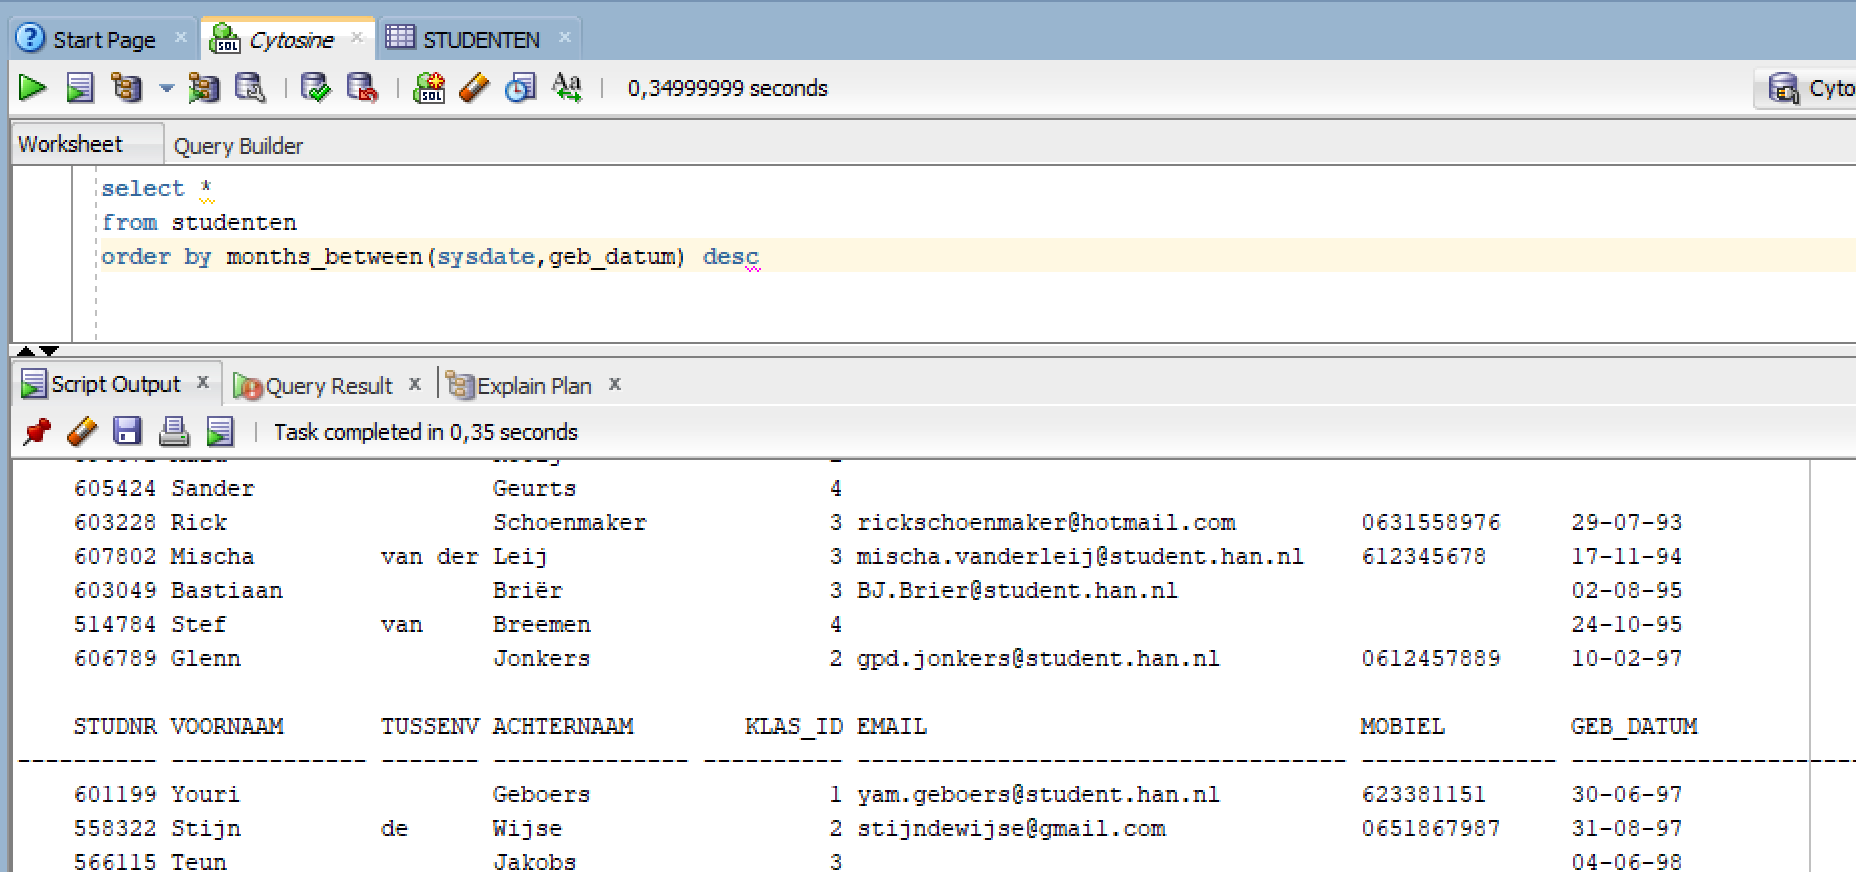 Start Page Cytosine STUDENTEN
0,34999999 seconds
Cyto
Worksheet Query Builder
select *
from studenten
order by months_between(sysdate,geb_datum) desc
Script Output x Query Result x Explain Plan x
Task completed in 0,35 seconds
605424 Sander Geurts 4
603228 Rick Schoenmaker 3 rickschoenmaker@hotmail.com 0631558976 29-07-93
607802 Mischa van der Leij 3 mischa.vanderleij@student.han.nl 612345678 17-11-94
603049 Bastiaan Briër 3 BJ.Brier@student.han.nl 02-08-95
514784 Stef van Breemen 4 24-10-95
606789 Glenn Jonkers 2 gpd.jonkers@student.han.nl 0612457889 10-02-97
STUDNR VOORNAAM TUSSENV ACHTERNAAM KLAS_ID EMAIL MOBIEL GEB_DATUM
---------- -------------- ------- -------------- ---------- ----------------------------------- -------------- ---------------------
601199 Youri Geboers 1 yam.geboers@student.han.nl 623381151 30-06-97
558322 Stijn de Wijse 2 stijndewijse@gmail.com 0651867987 31-08-97
566115 Teun Jakobs 3 04-06-98